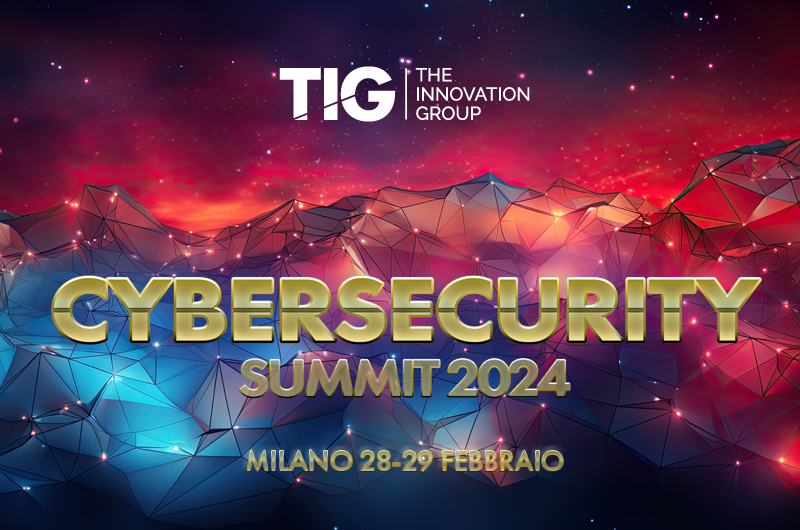 TIG
THE
INNOVATION
GROUP
CYBERSECURITY
SUMMIT 2024
MILANO 28-29 FEBBRAIO